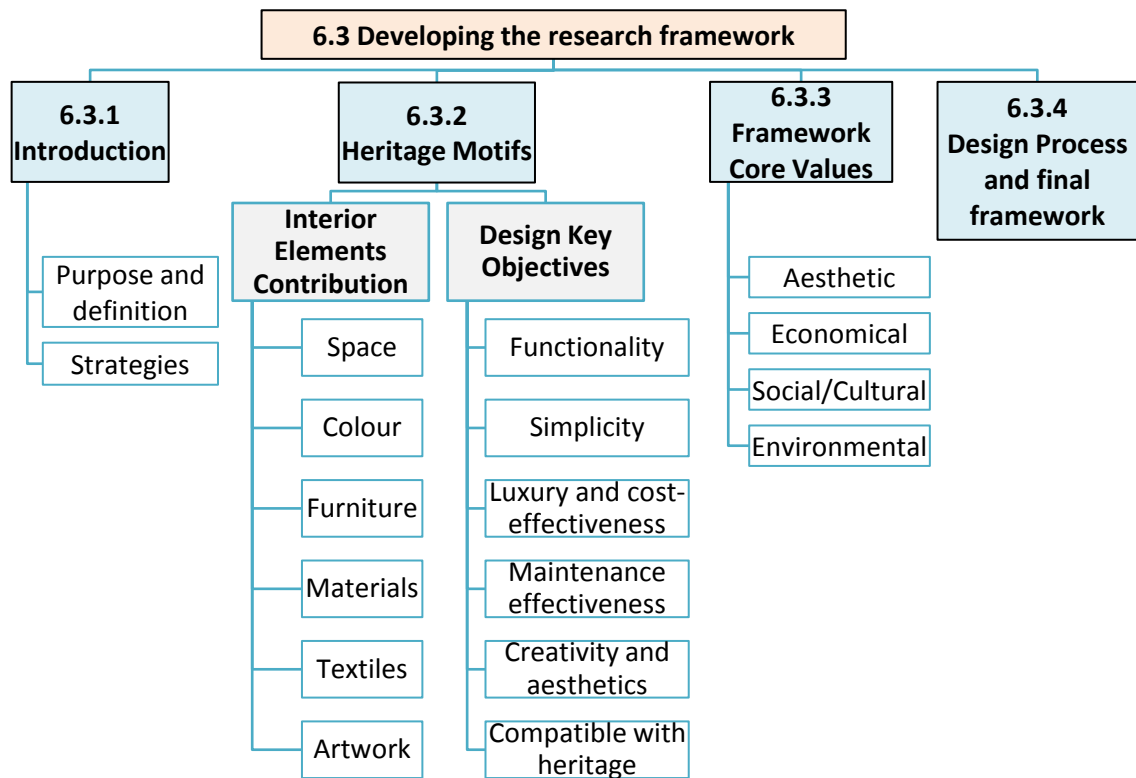 6.3 Developing the research framework
6.3.1
Introduction
Purpose and
definition
Strategies
6.3.2
Heritage Motifs
Interior
Elements
Contribution
Space
Colour
Furniture
Materials
Textiles
Artwork
Design Key
Objectives
Functionality
Simplicity
Luxury and cost-
effectiveness
Maintenance
effectiveness
Creativity and
aesthetics
Compatible with
heritage
6.3.3
Framework
Core Values
Aesthetic
Economical
Social/Cultural
Environmental
6.3.4
Design Process
and final
framework